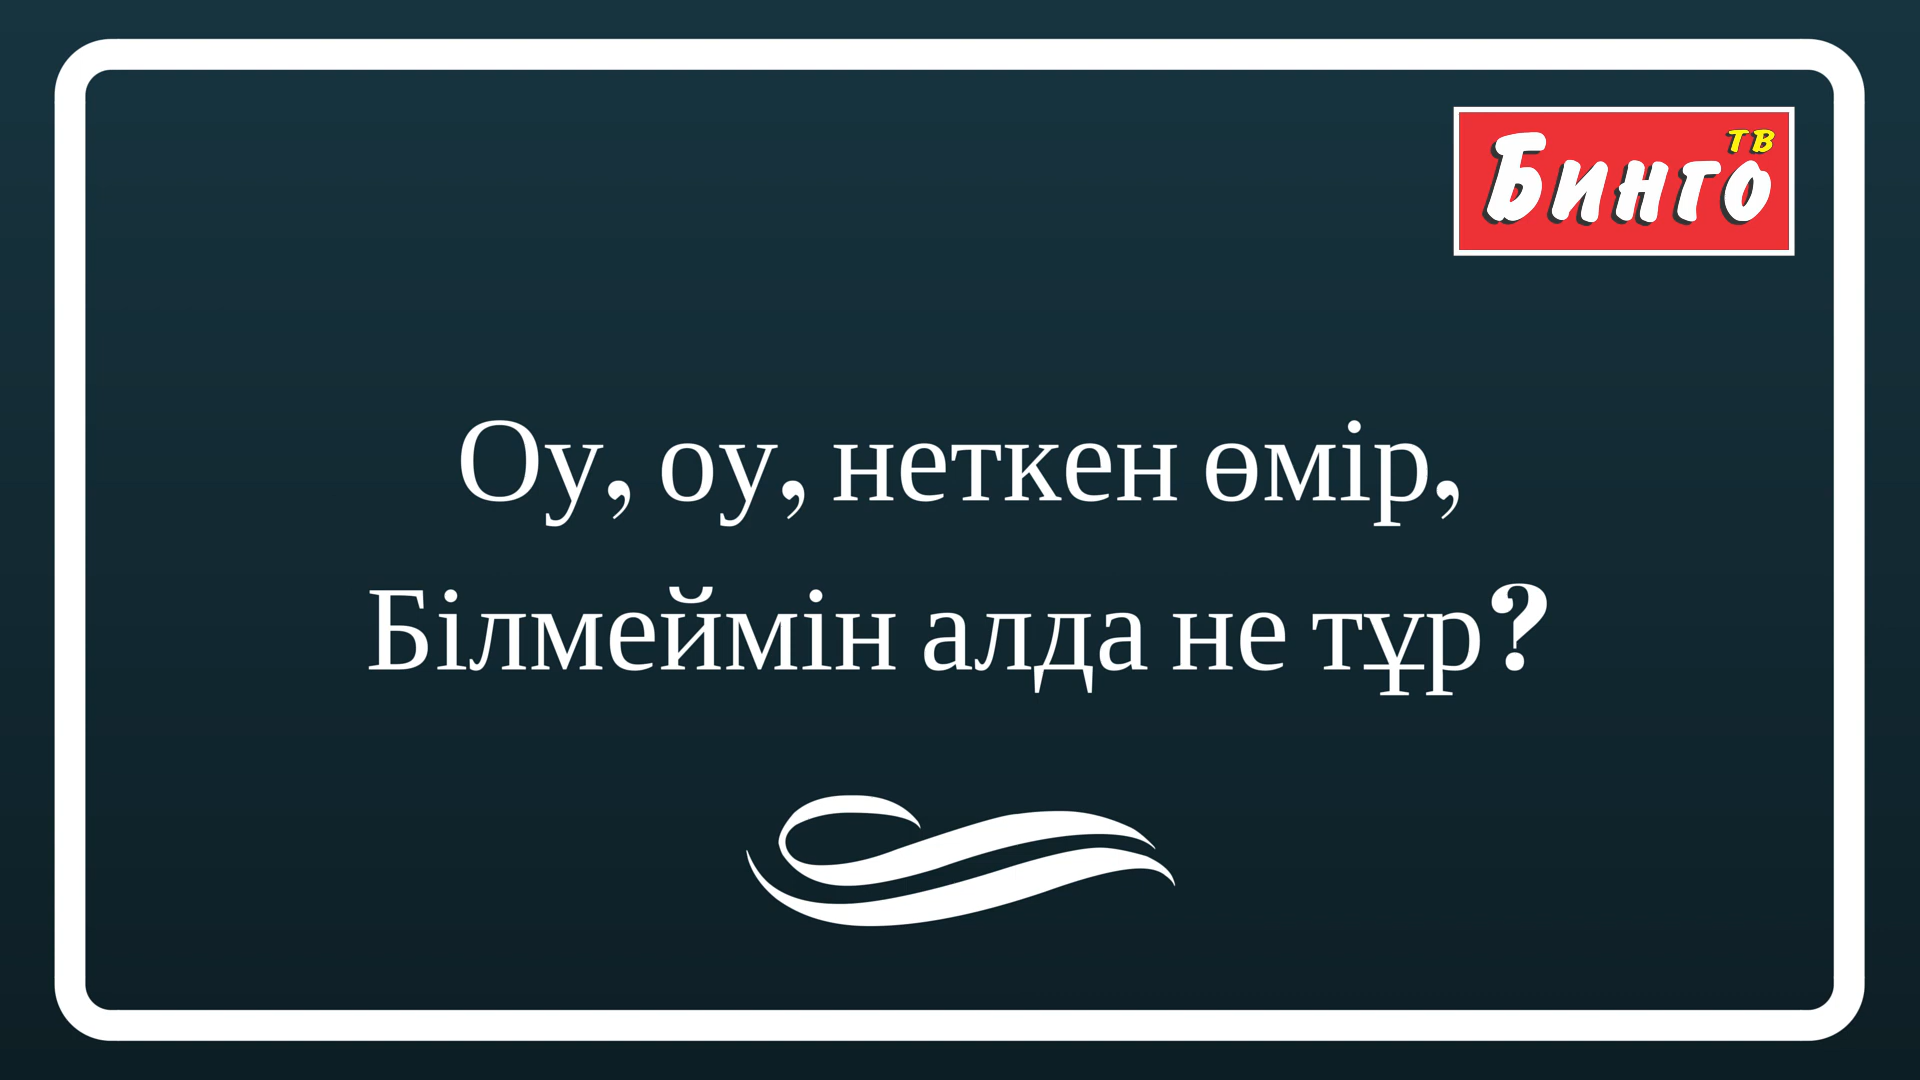 ТВ
Бинго
Оу, оу, неткен өмір,
Білмеймін алда не тұр?